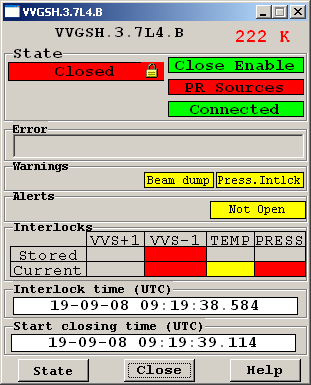 VVGSH.3.7L4.B
VVGSH.3.7L4.B 222 K
State
Closed
Close Enable
PR Sources
Connected
Error
Warnings
Beam dump Press.Intlck
Alerts
Not Open
Interlocks
VVS+1 VVS-1 TEMP PRESS
Stored
Current
Interlock time (UTC)
19-09-08 09:19:38.584
Start closing time (UTC)
19-09-08 09:19:39.114
State Close Help